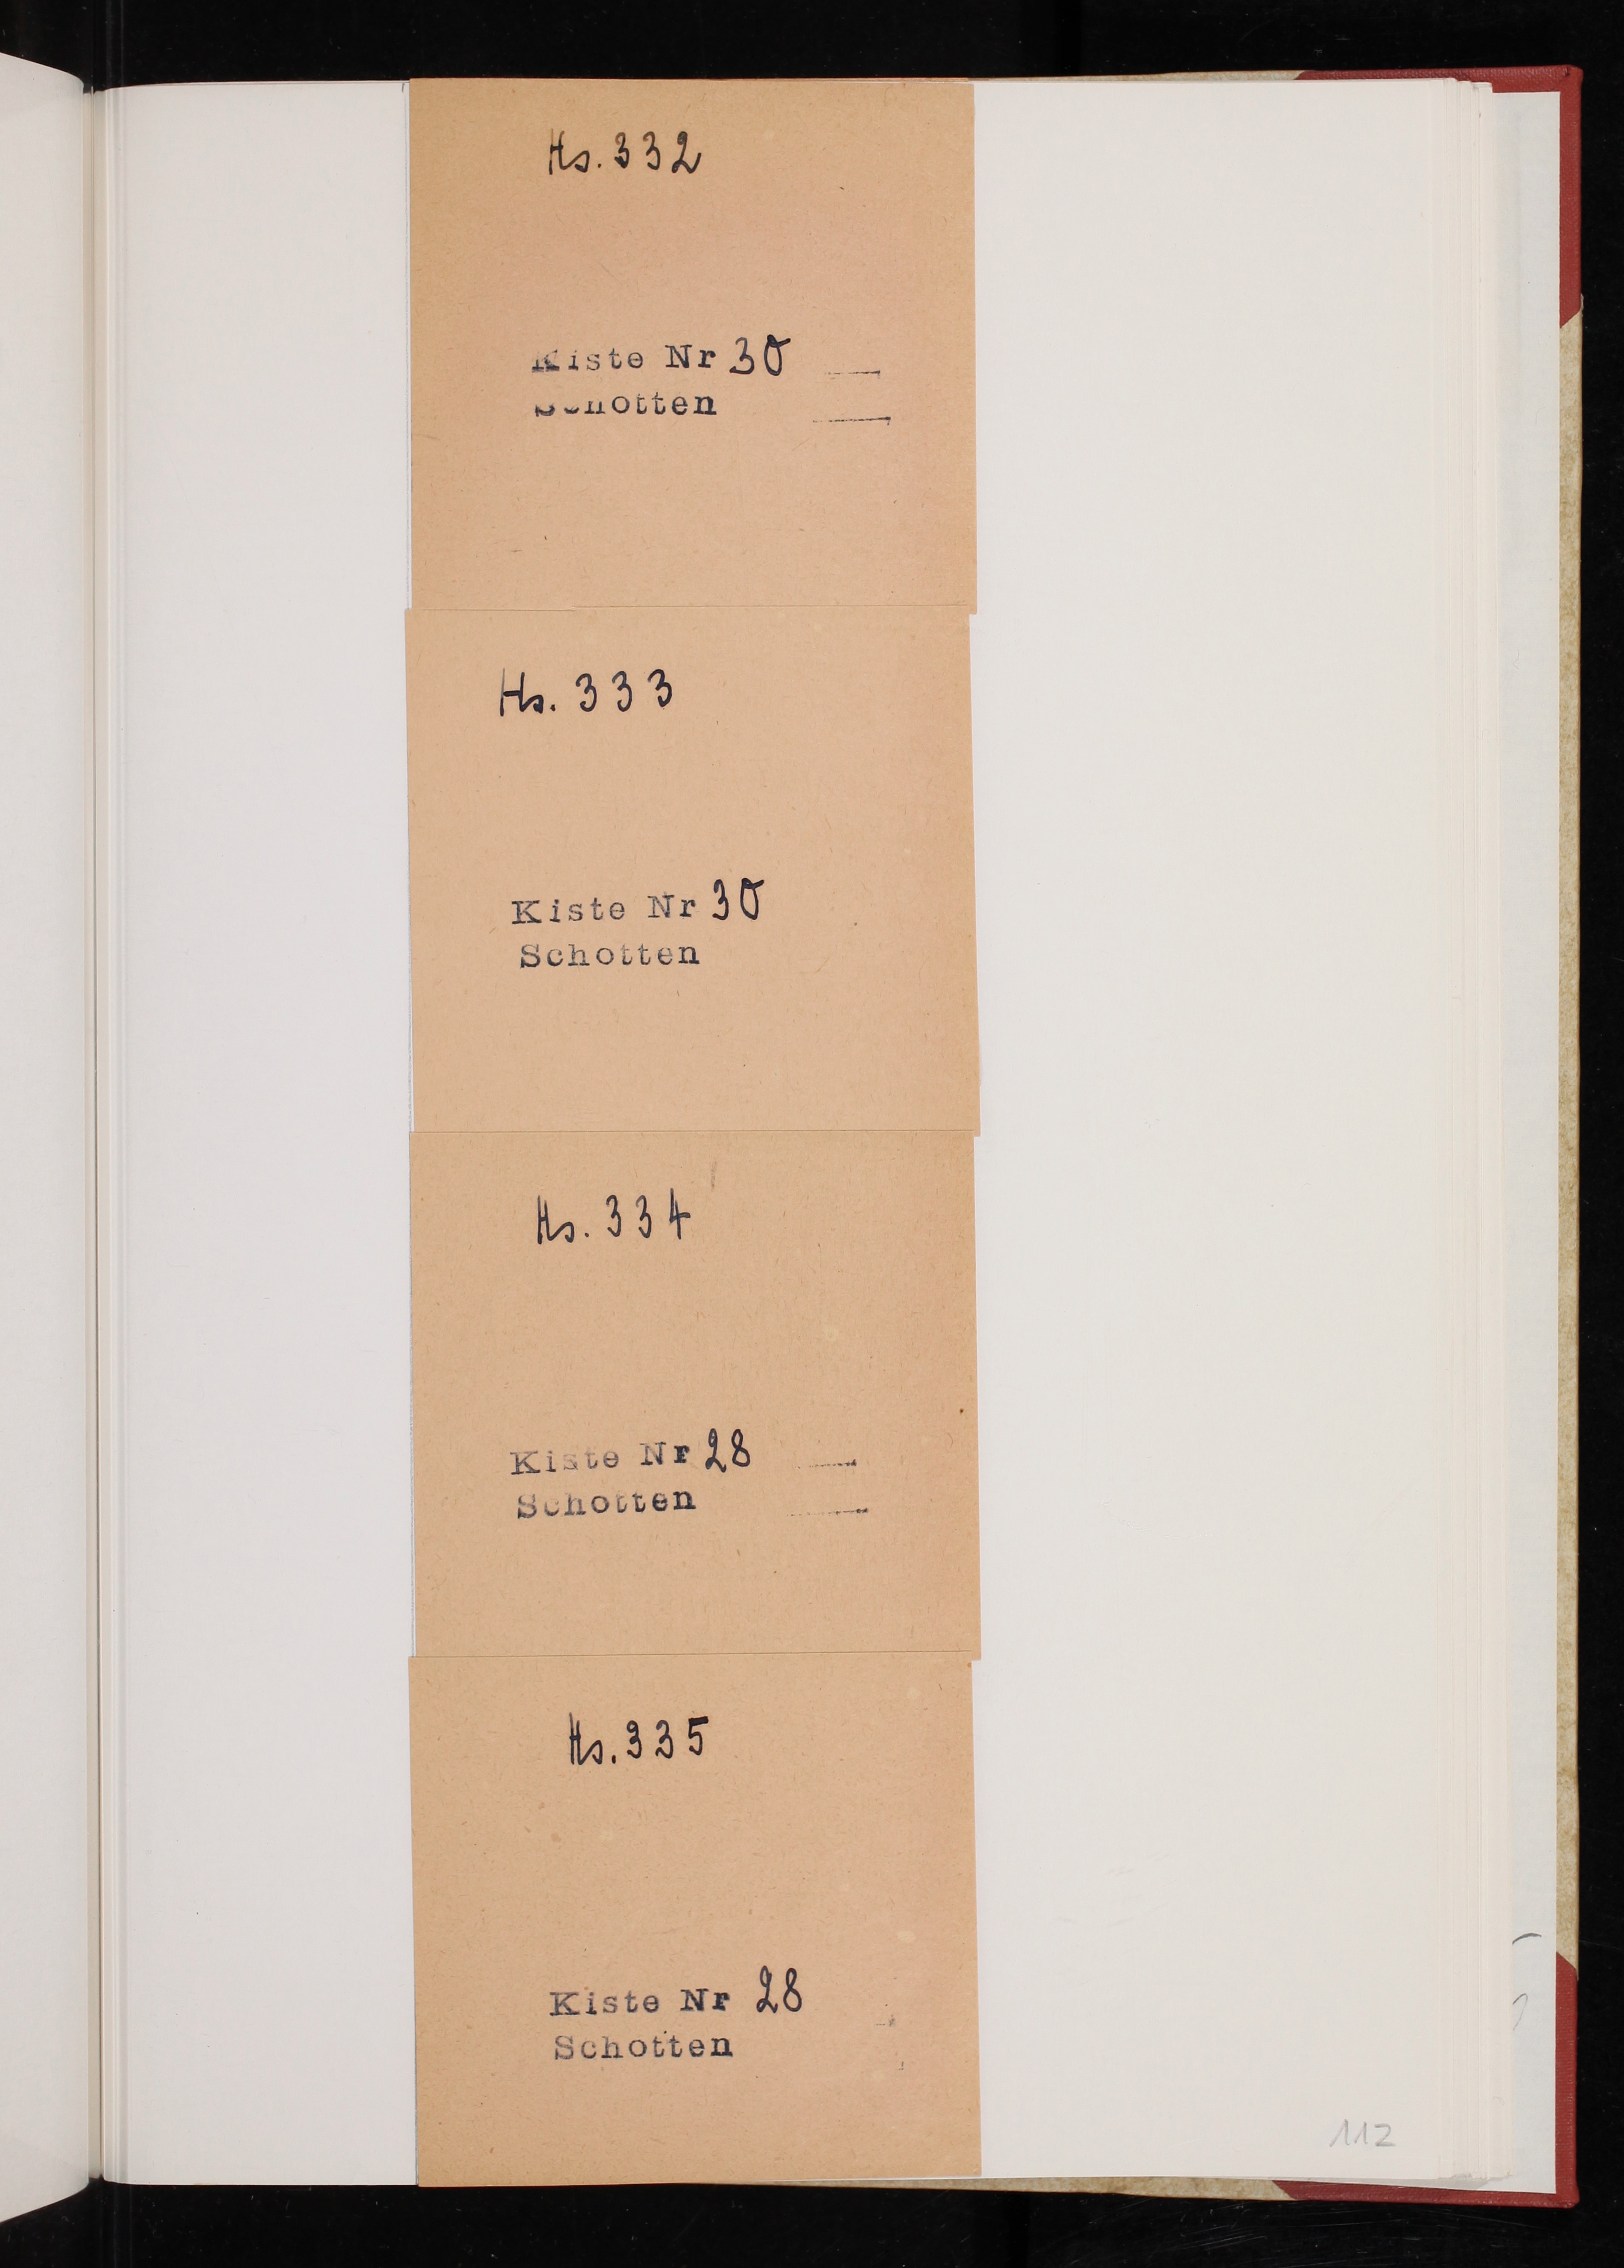 Hs. 332
Kiste Nr 30
Schotten
Hs. 333
Kiste Nr 30
Schotten
Hs. 334
Kiste Nr 28
Schotten
Hs. 335
Kiste Nr 28
Schotten
112